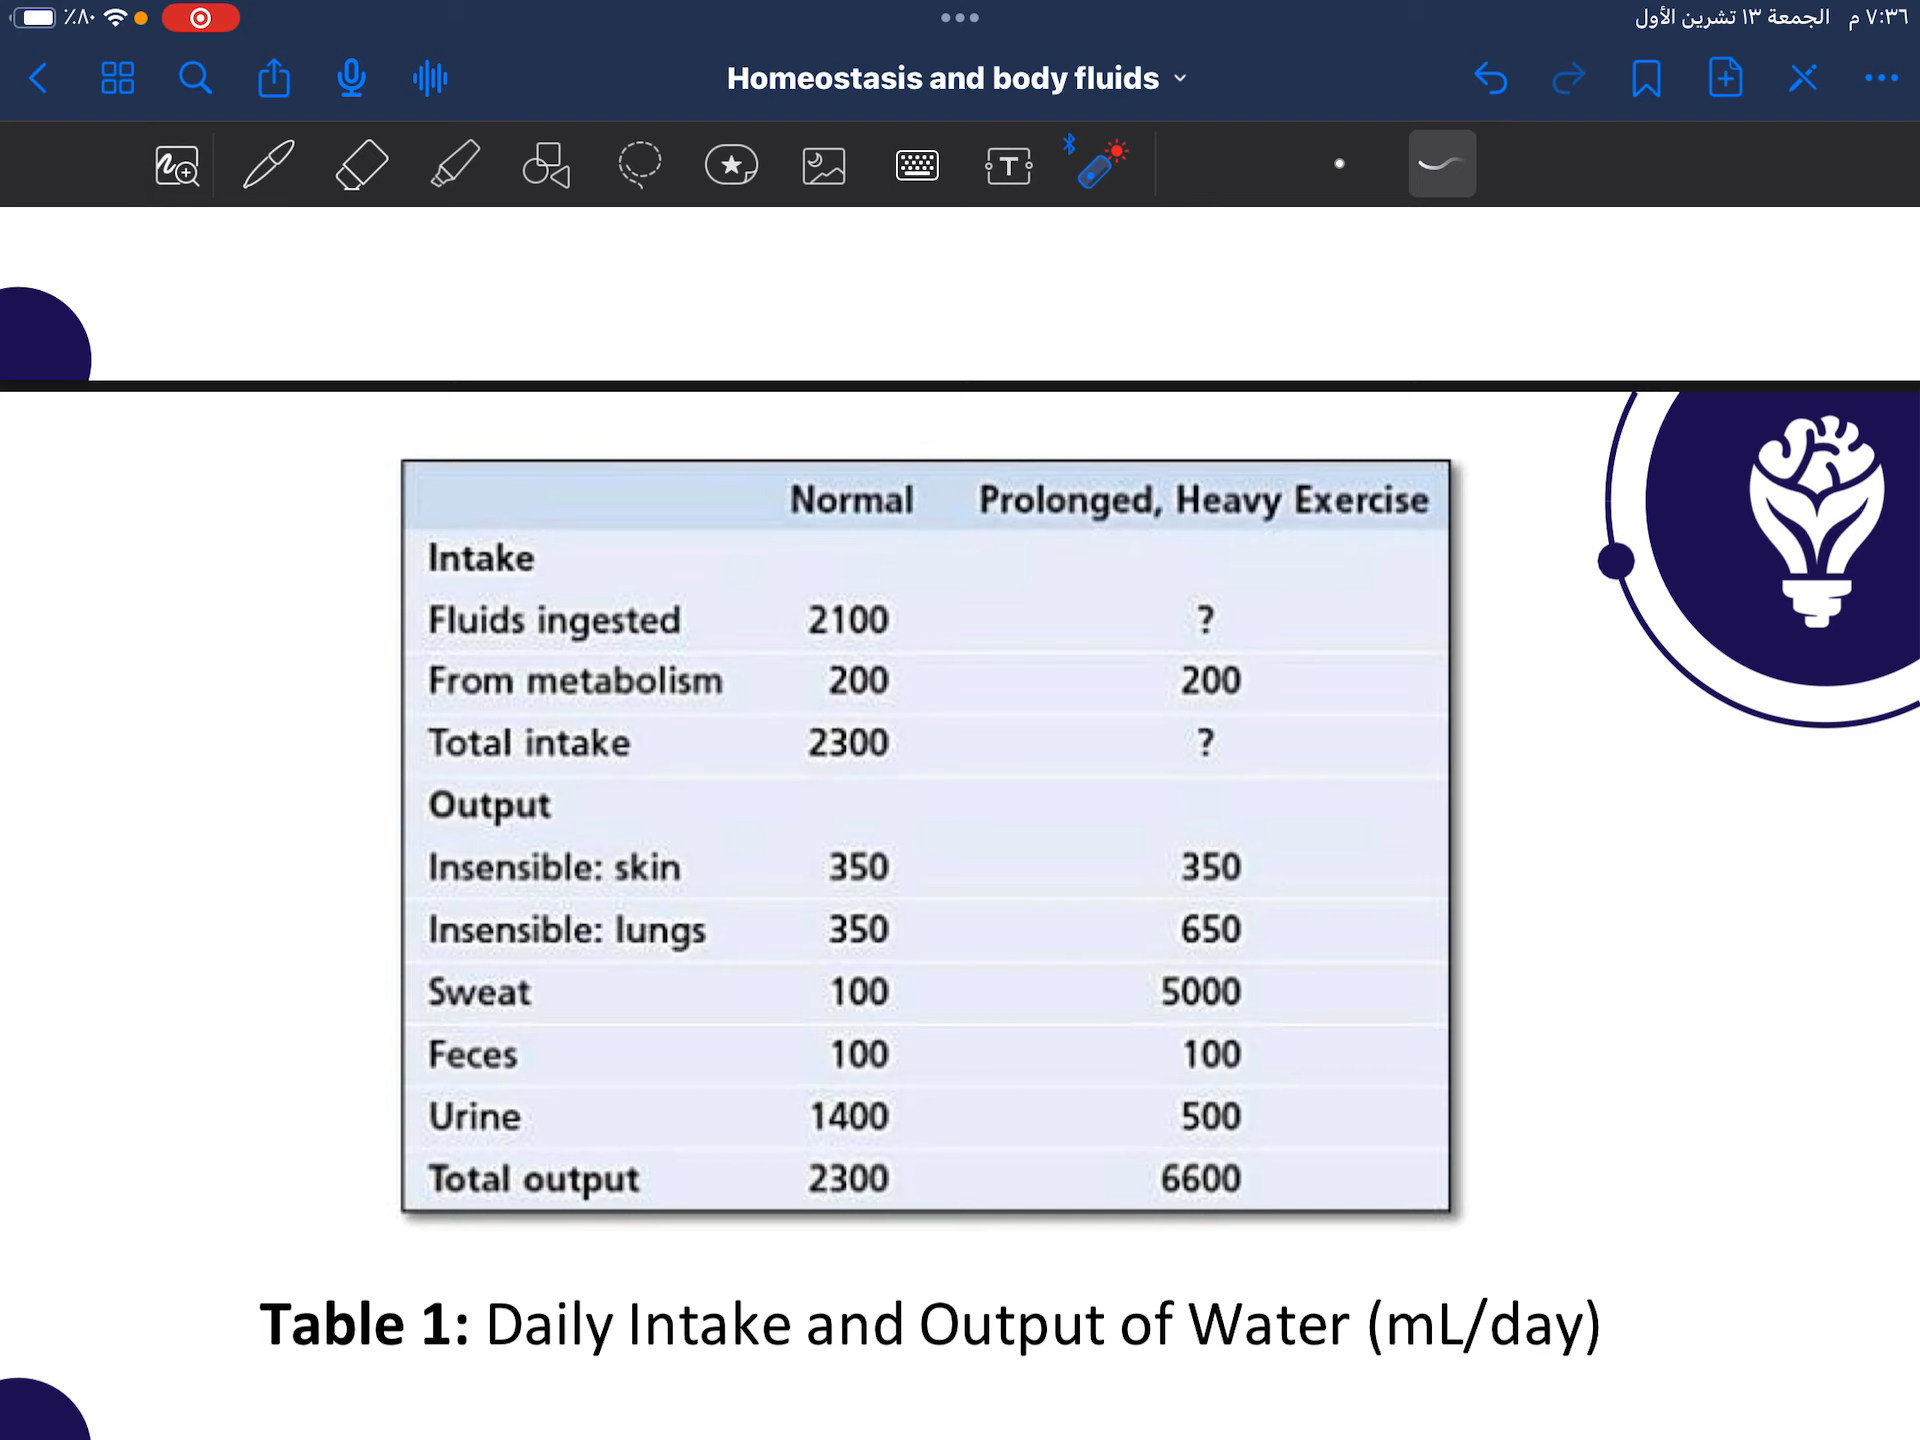 ٪٨٠
٧:٣٦ م الجمعة ١٣ تشرين الأول
Homeostasis and body fluids
T
Normal Prolonged, Heavy Exercise
Intake
Fluids ingested 2100 ?
From metabolism 200 200
Total intake 2300 ?
Output
Insensible: skin 350 350
Insensible: lungs 350 650
Sweat 100 5000
Feces 100 100
Urine 1400 500
Total output 2300 6600
Table 1: Daily Intake and Output of Water (mL/day)